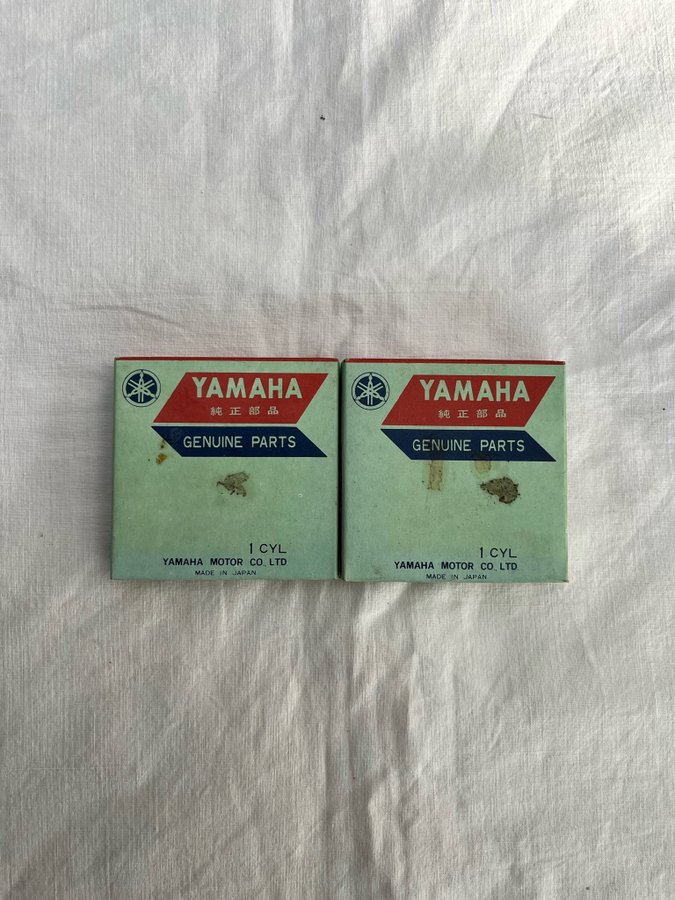 YAMAHA
純正部品
GENUINE PARTS
1 CYL
YAMAHA MOTOR CO. LTD
MADE IN JAPAN
YAMAHA
純正部品
GENUINE PARTS
1 CYL
YAMAHA MOTOR CO. LTD
MADE IN JAPAN